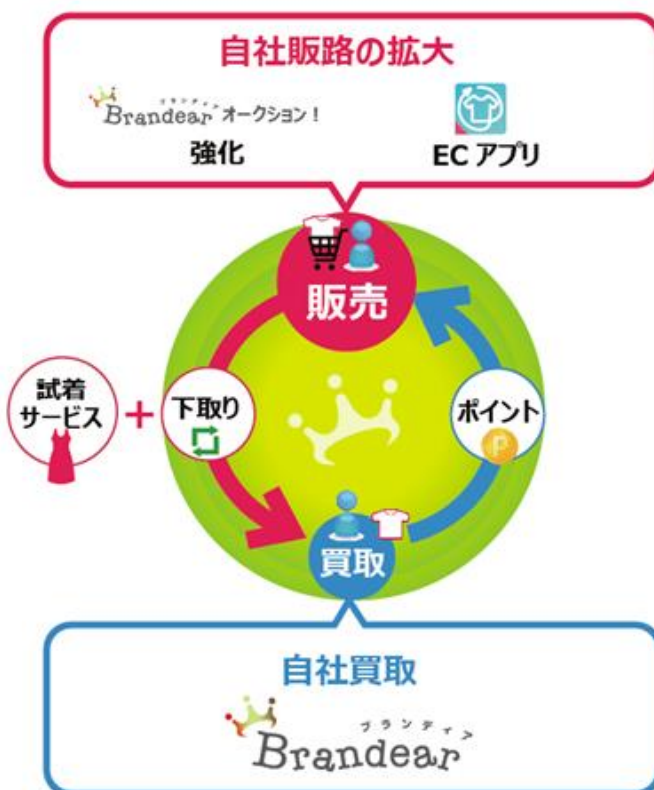 自社販路の拡大
ブランディア
Brandear オークション！
強化
EC アプリ
販売
試着
サービス
+
下取り
ポイント
P
買取
自社買取
ブランディア
Brandear